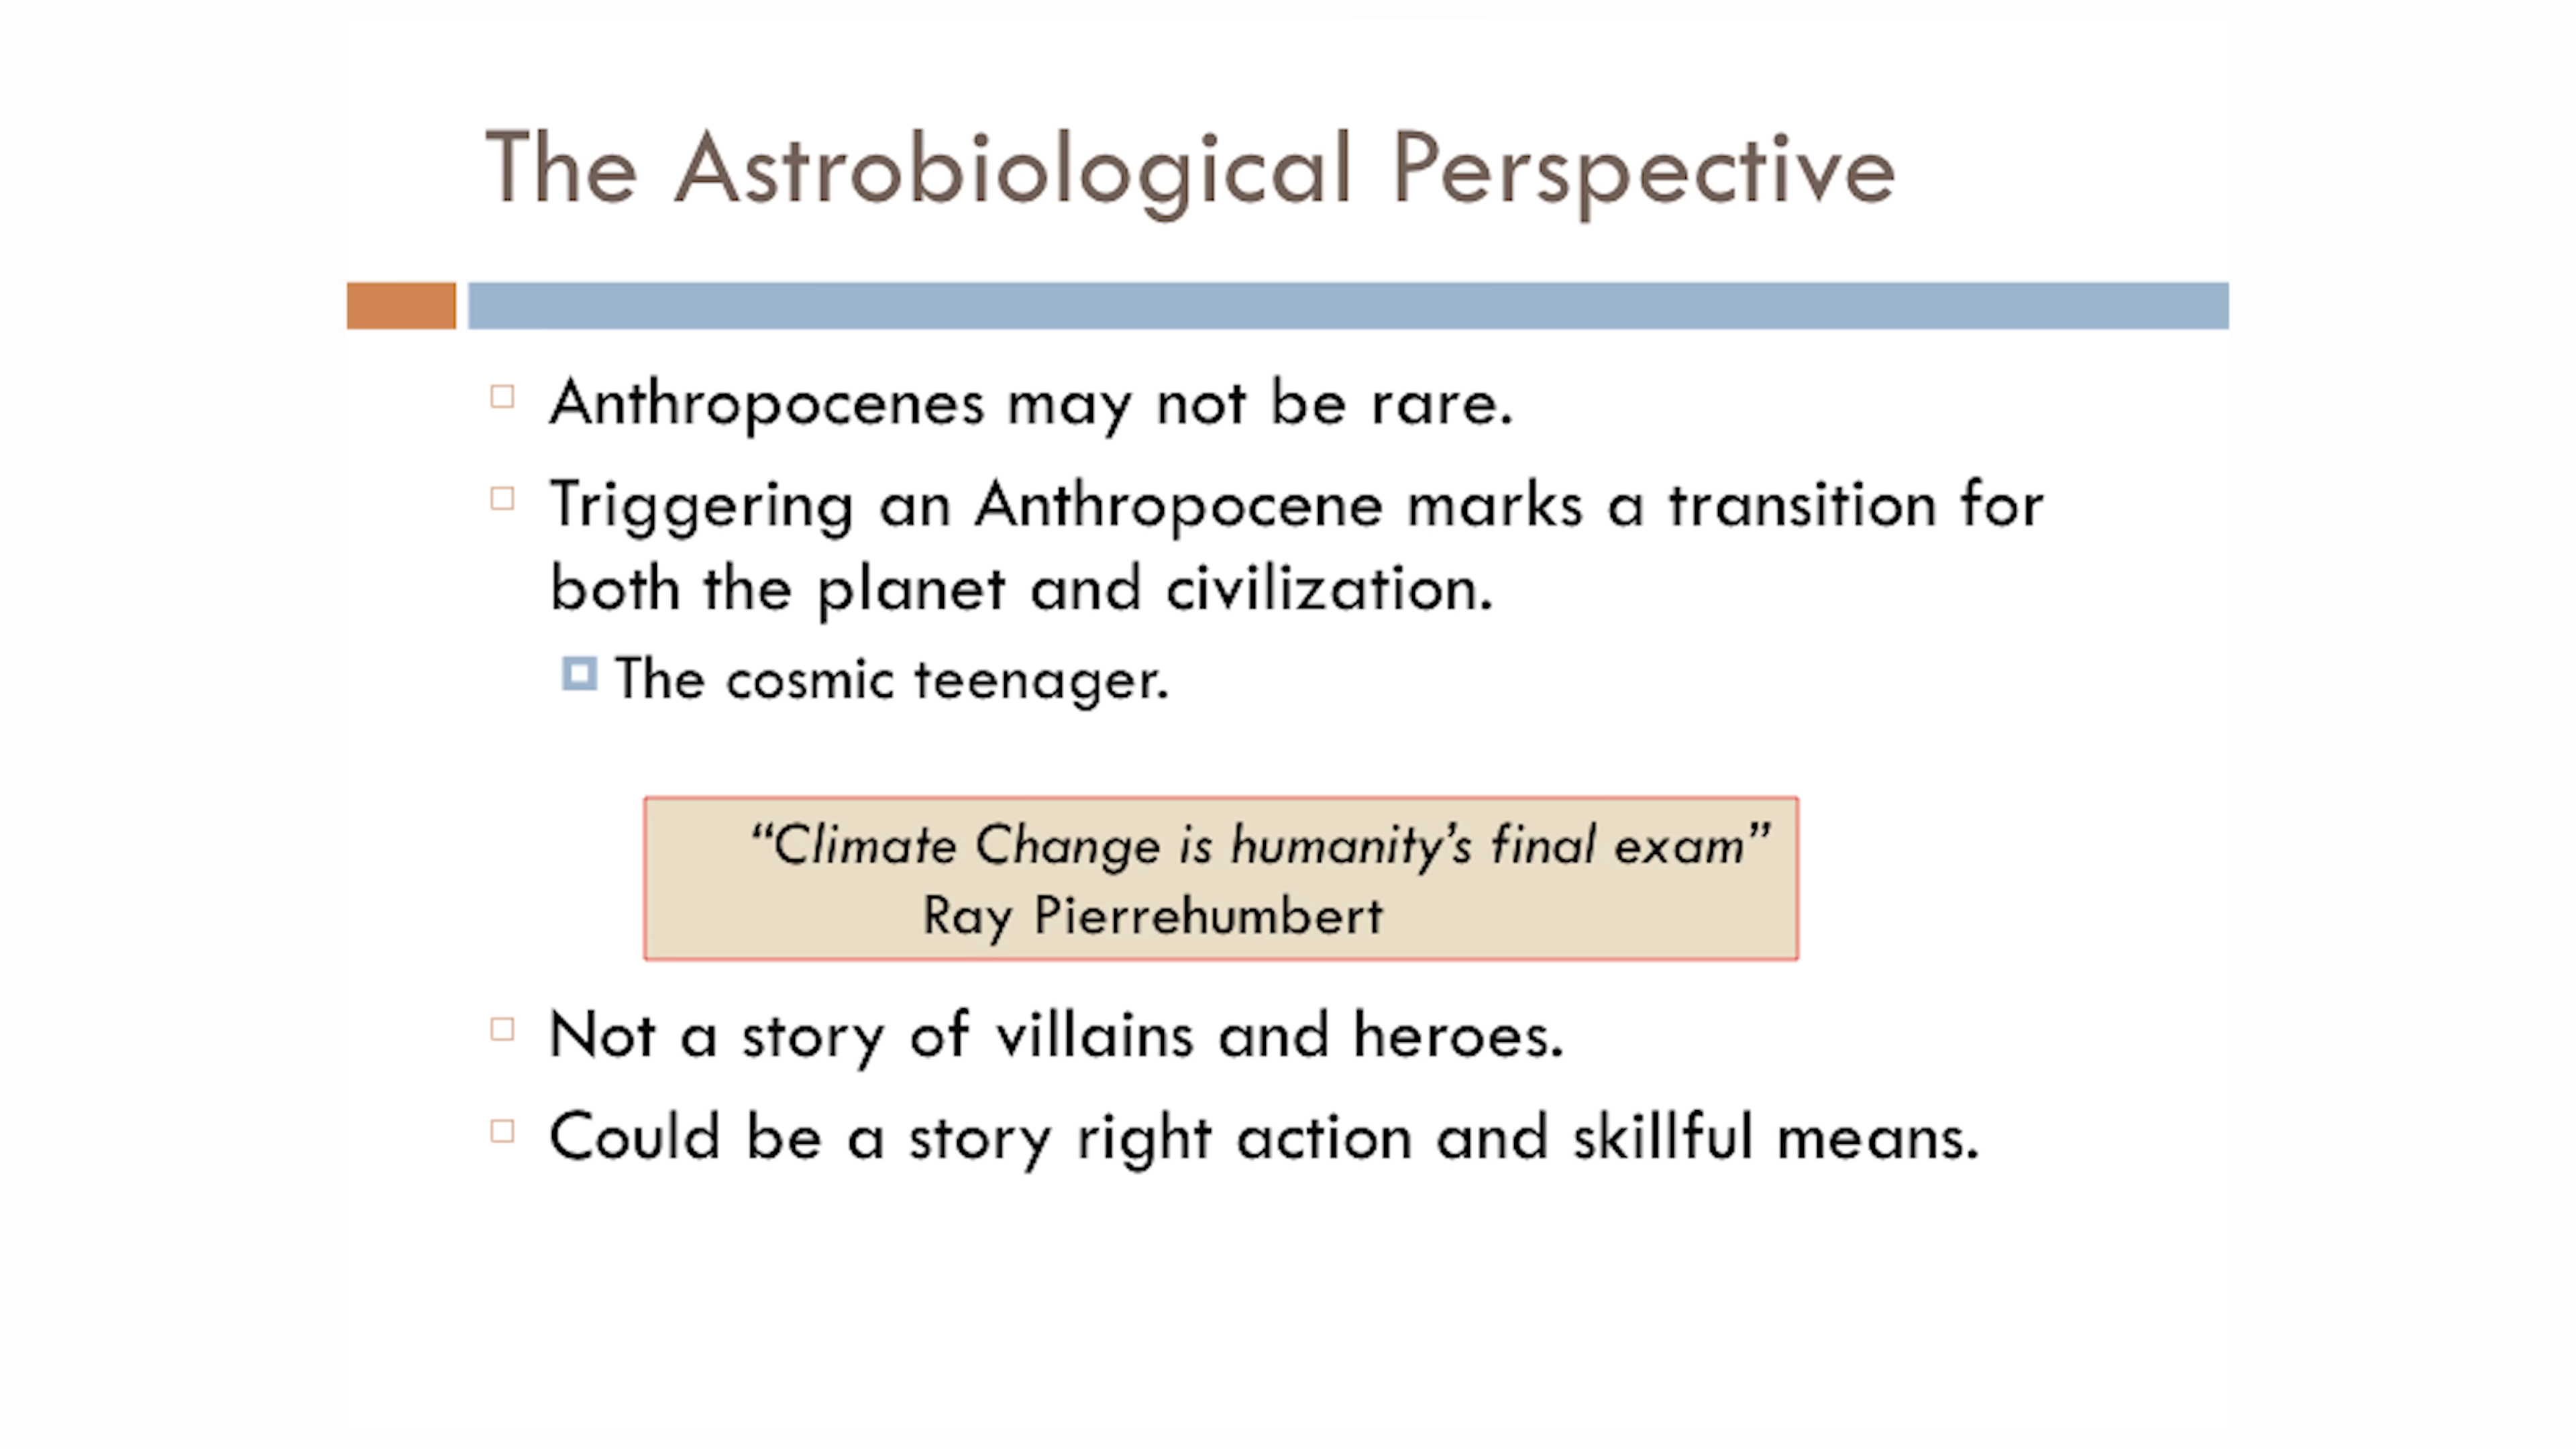 The Astrobiological Perspective
Anthropocenes may not be rare.
Triggering an Anthropocene marks a transition for
both the planet and civilization.
The cosmic teenager.
“Climate Change is humanity’s final exam”
Ray Pierrehumbert
Not a story of villains and heroes.
Could be a story right action and skillful means.